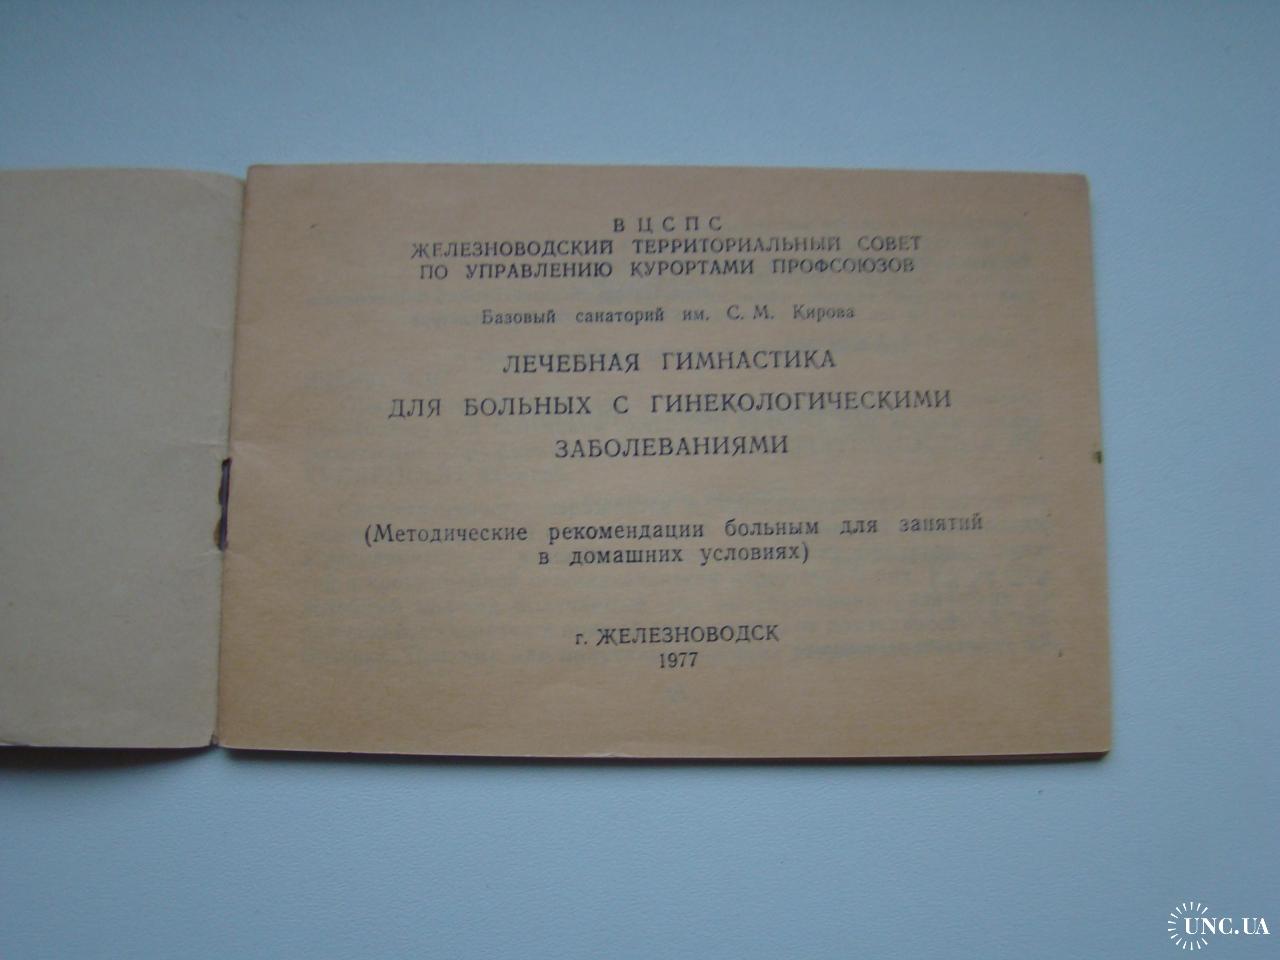 ВЦСПС
ЖЕЛЕЗНОВОДСКИЙ ТЕРРИТОРИАЛЬНЫЙ СОВЕТ
ПО УПРАВЛЕНИЮ КУРОРТАМИ ПРОФСОЮЗОВ
Базовый санаторий им. С. М. Кирова
ЛЕЧЕБНАЯ ГИМНАСТИКА
ДЛЯ БОЛЬНЫХ С ГИНЕКОЛОГИЧЕСКИМИ
ЗАБОЛЕВАНИЯМИ
(Методические рекомендации больным для занятий
в домашних условиях)
г. ЖЕЛЕЗНОВОДСК
1977
UNC.UA